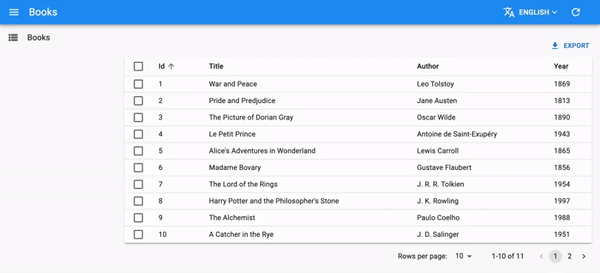 Books ENGLISH
Books
EXPORT
Id Title Author Year
1 War and Peace Leo Tolstoy 1869
2 Pride and Predjudice Jane Austen 1813
3 The Picture of Dorian Gray Oscar Wilde 1890
4 Le Petit Prince Antoine de Saint-Exupéry 1943
5 Alice's Adventures in Wonderland Lewis Carroll 1865
6 Madame Bovary Gustave Flaubert 1856
7 The Lord of the Rings J. R. R. Tolkien 1954
8 Harry Potter and the Philosopher's Stone J. K. Rowling 1997
9 The Alchemist Paulo Coelho 1988
10 A Catcher in the Rye J. D. Salinger 1951
Rows per page: 10 1-10 of 11 1 2